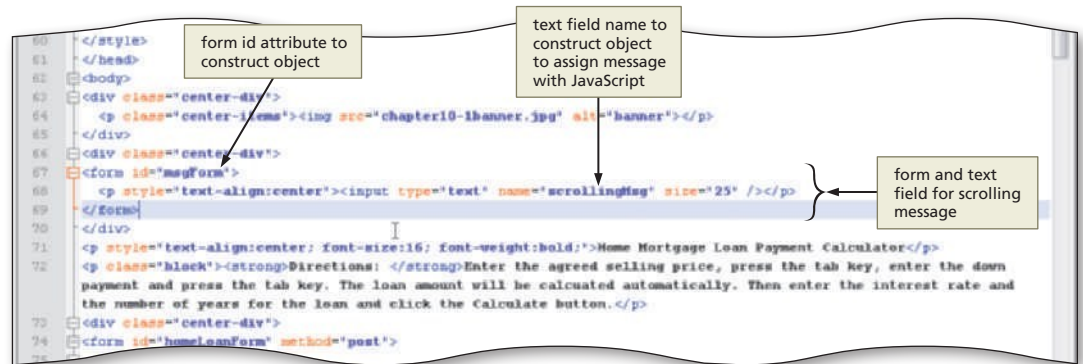 form id attribute to
construct object
text field name to
construct object
to assign message
with JavaScript
form and text
field for scrolling
message
60 </style>
61 </head>
62 <body>
63 <div class="center-div">
64 <p class="center-items"><img src="chapter10-1banner.jpg" alt="banner"></p>
65 </div>
66 <div class="center-div">
67 <form id="msgForm">
68 <p style="text-align:center"><input type="text" name="scrollingMsg" size="25" /></p>
69 </form>
70 </div>
71 <p style="text-align:center; font-size:16; font-weight:bold;">Home Mortgage Loan Payment Calculator</p>
72 <p class="block"><strong>Directions: </strong>Enter the agreed selling price, press the tab key, enter the down
payment and press the tab key. The loan amount will be calcuated automatically. Then enter the interest rate and
the number of years for the loan and click the Calculate button.</p>
73 <div class="center-div">
74 <form id="homeLoanForm" method="post">